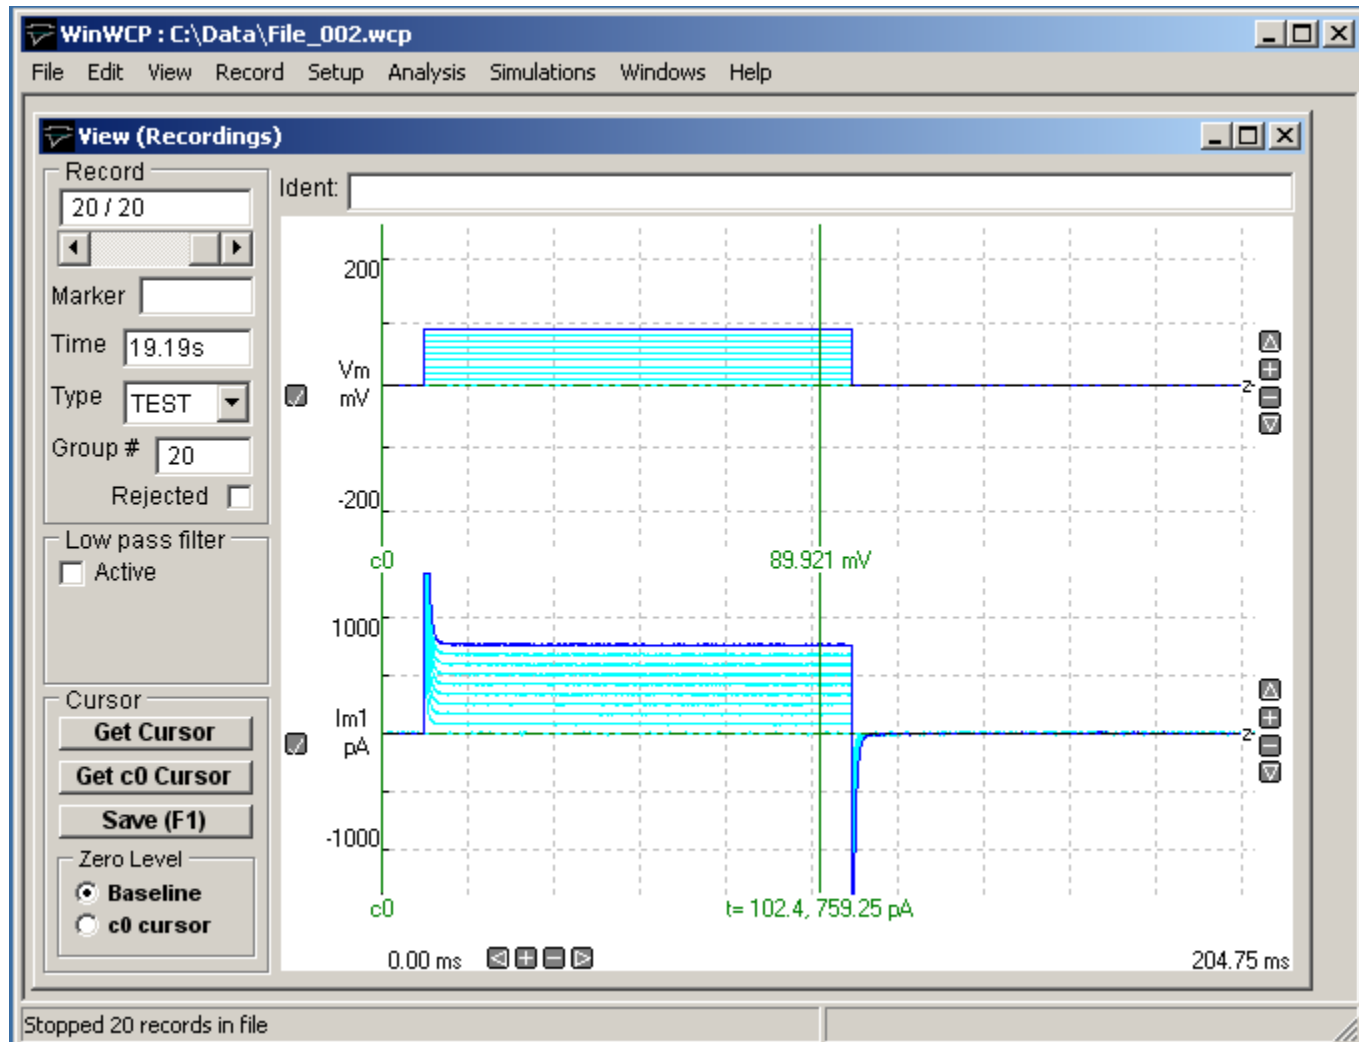 WinWCP : C:\Data\File_002.wcp
File Edit View Record Setup Analysis Simulations Windows Help
View (Recordings)
Record
20 / 20
Marker
Time 19.19s
Type TEST
Group # 20
Rejected
Low pass filter
Active
Cursor
Get Cursor
Get c0 Cursor
Save (F1)
Zero Level
Baseline
c0 cursor
Ident:
200
Vm
mV
-200
z
c0 89.921 mV
1000
Im1
pA
-1000
z
c0 t= 102.4, 759.25 pA
0.00 ms 204.75 ms
Stopped 20 records in file